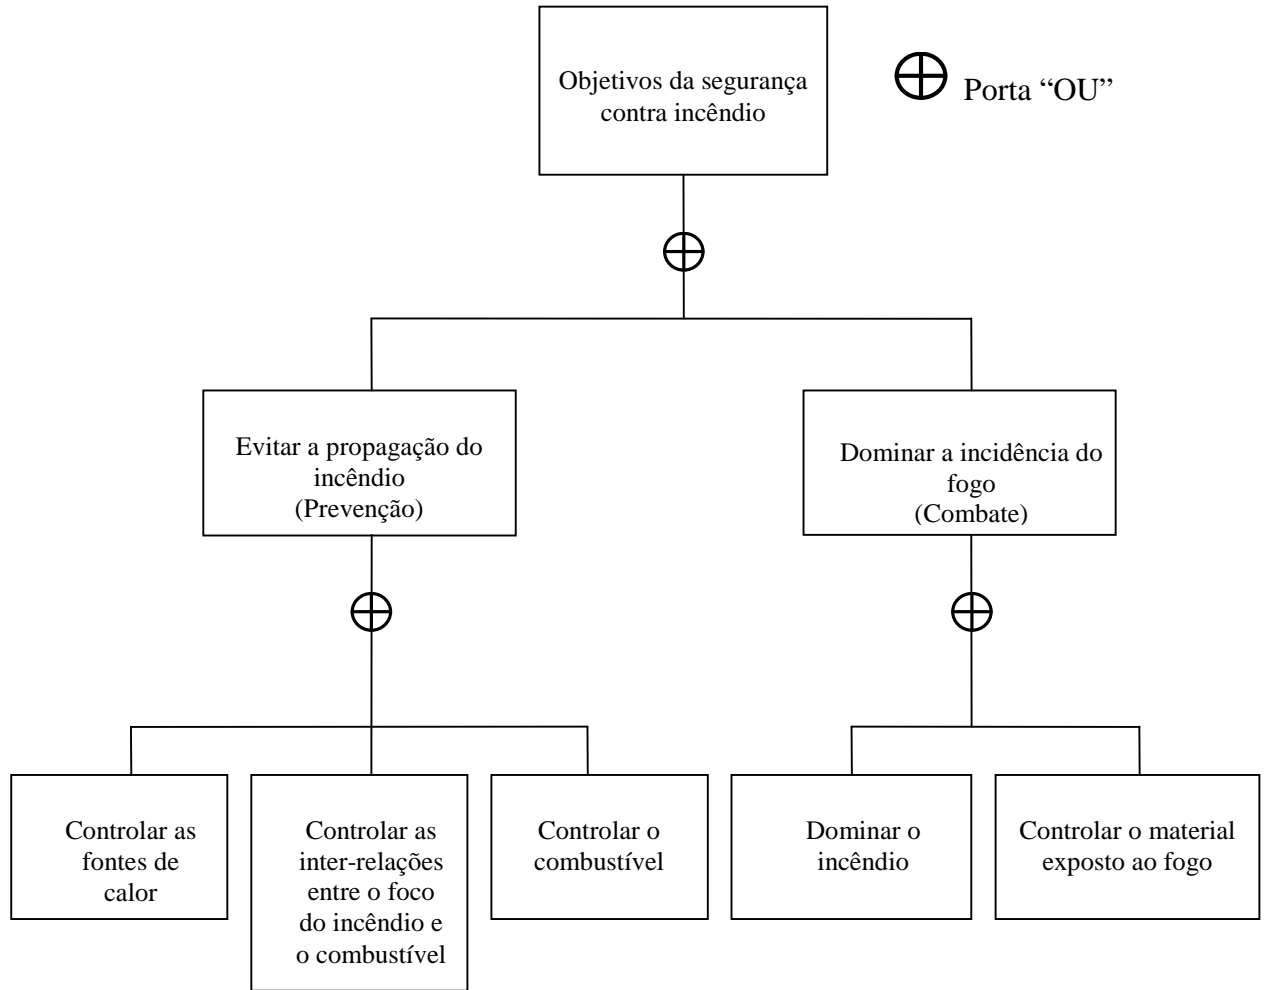 Objetivos da segurança
contra incêndio
Porta “OU”
Evitar a propagação do
incêndio
(Prevenção)
Dominar a incidência do
fogo
(Combate)
Controlar as
fontes de
calor
Controlar as
inter-relações
entre o foco
do incêndio e
o combustível
Controlar o
combustível
Dominar o
incêndio
Controlar o material
exposto ao fogo